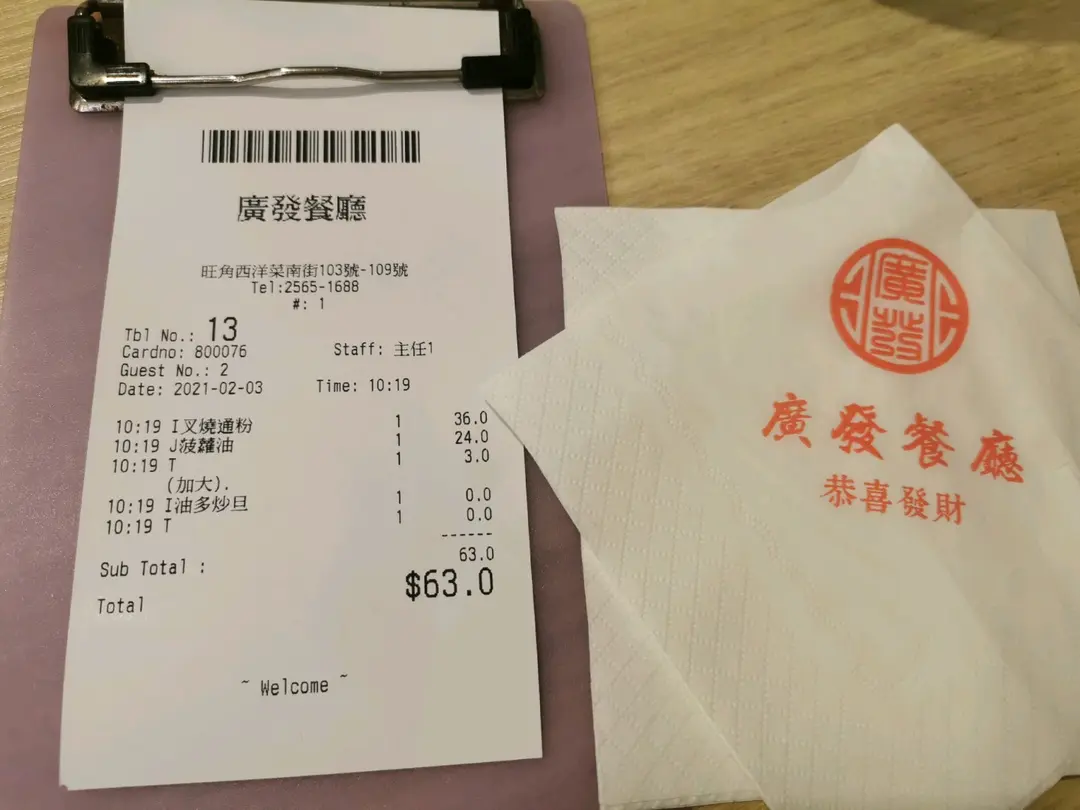 廣發餐廳
旺角西洋菜南街103號-109號
Tel:2565-1688
#: 1
Tbl No.: 13
Cardno: 800076 Staff: 主任1
Guest No.: 2
Date: 2021-02-03 Time: 10:19
10:19 I叉燒通粉 1 36.0
10:19 J菠蘿油 1 24.0
10:19 T 1 3.0
(加大).
10:19 I油多炒旦 1 0.0
10:19 T 1 0.0
------
Sub Total : 63.0
Total $63.0
~ Welcome ~
廣發
廣發餐廳
恭喜發財